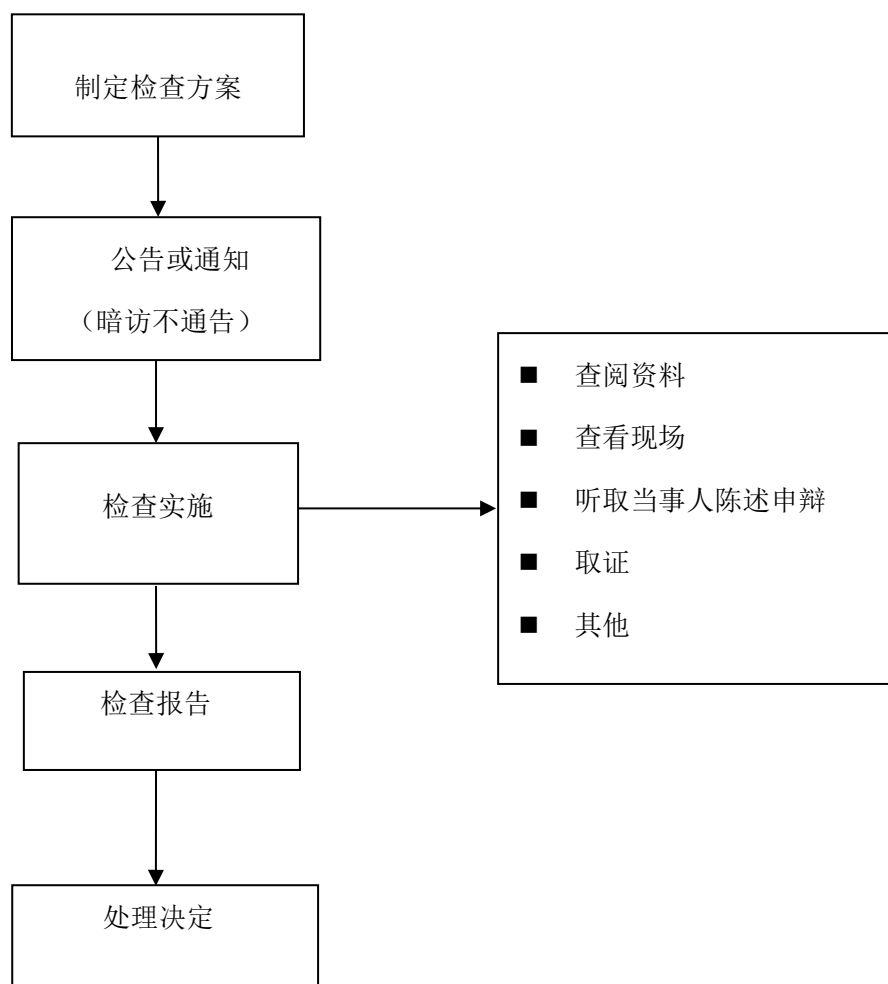 制定检查方案
公告或通知
（暗访不通告）
检查实施
■ 查阅资料
■ 查看现场
■ 听取当事人陈述申辩
■ 取证
■ 其他
检查报告
处理决定